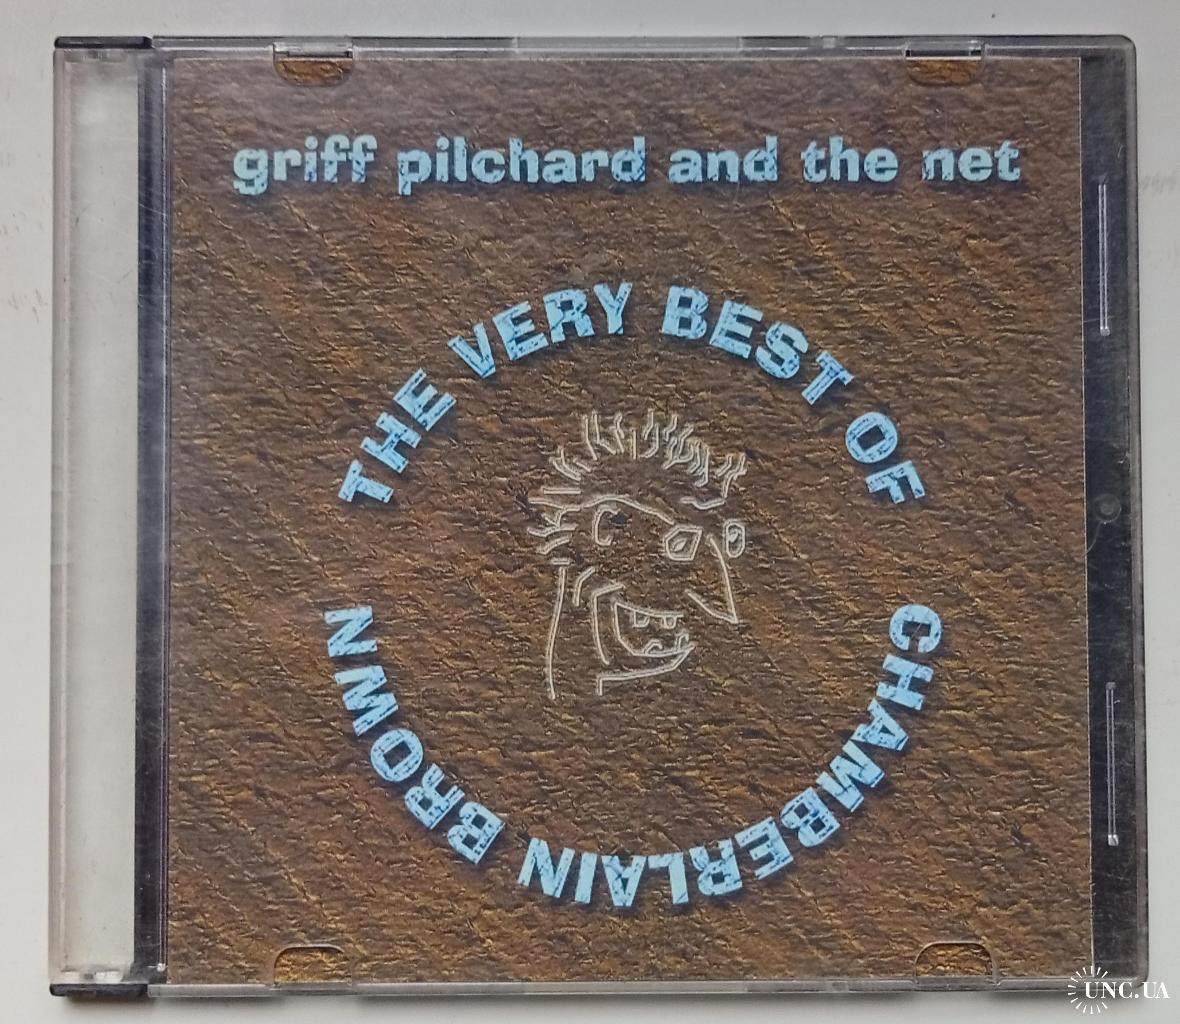 griff pilchard and the net
THE VERY BEST OF
CHAMBERLAIN BROWN
UNC.UA